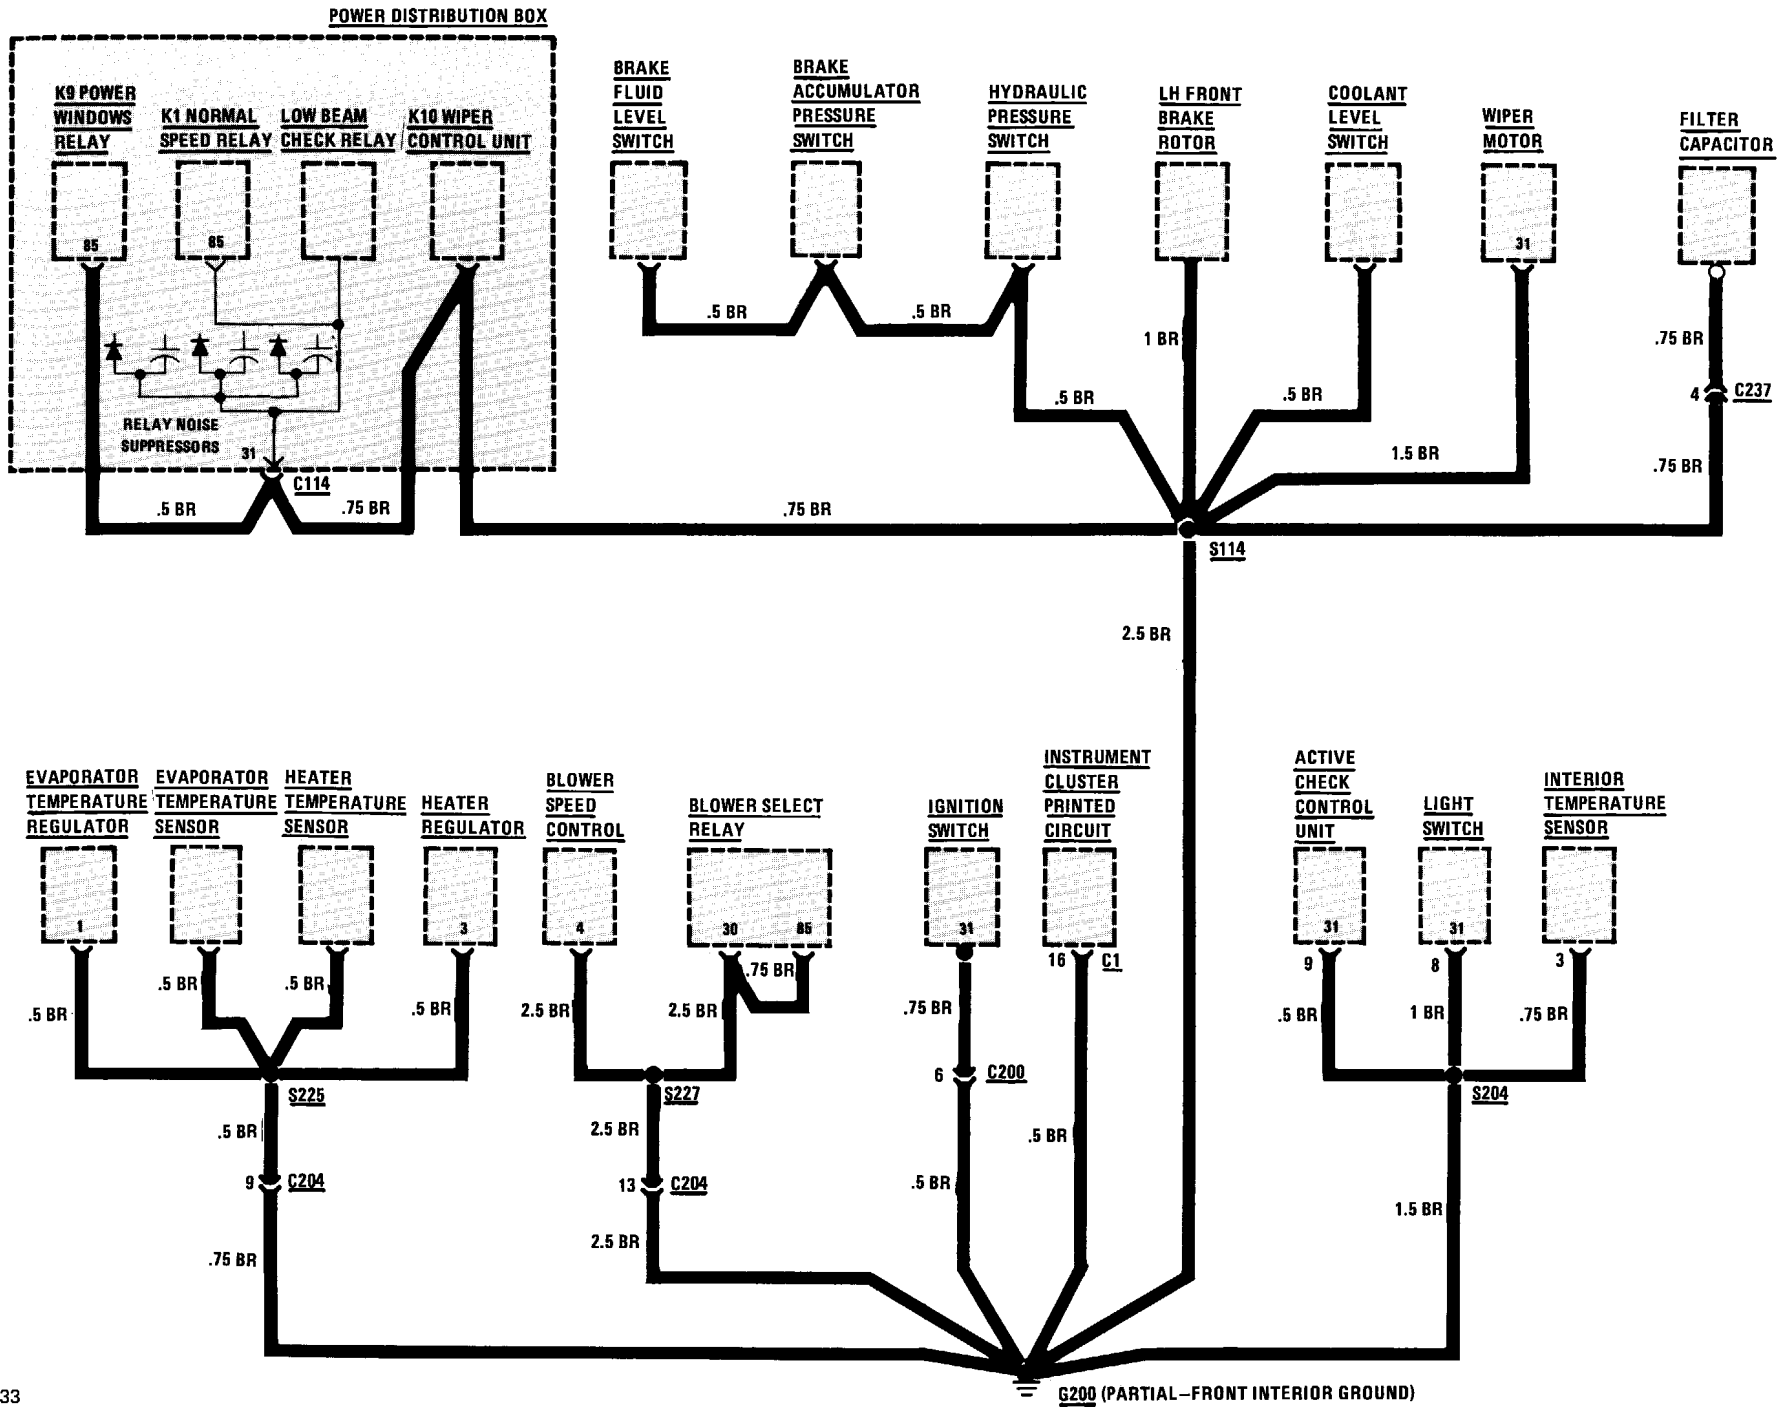 POWER DISTRIBUTION BOX
K9 POWER
WINDOWS
RELAY
K1 NORMAL
SPEED RELAY
LOW BEAM
CHECK RELAY
K10 WIPER
CONTROL UNIT
85
85
RELAY NOISE
SUPPRESSORS
31
C114
.5 BR
.75 BR
BRAKE
FLUID
LEVEL
SWITCH
BRAKE
ACCUMULATOR
PRESSURE
SWITCH
HYDRAULIC
PRESSURE
SWITCH
LH FRONT
BRAKE
ROTOR
COOLANT
LEVEL
SWITCH
WIPER
MOTOR
31
FILTER
CAPACITOR
.5 BR
.5 BR
1 BR
.75 BR
4
C237
.5 BR
.5 BR
1.5 BR
.75 BR
.75 BR
S114
2.5 BR
EVAPORATOR
TEMPERATURE
REGULATOR
EVAPORATOR
TEMPERATURE
SENSOR
HEATER
TEMPERATURE
SENSOR
HEATER
REGULATOR
BLOWER
SPEED
CONTROL
BLOWER SELECT
RELAY
IGNITION
SWITCH
INSTRUMENT
CLUSTER
PRINTED
CIRCUIT
ACTIVE
CHECK
CONTROL
UNIT
LIGHT
SWITCH
INTERIOR
TEMPERATURE
SENSOR
1
3
4
30
86
31
31
31
16
C1
9
8
3
.5 BR
.5 BR
.5 BR
.5 BR
2.5 BR
2.5 BR
.75 BR
.75 BR
.5 BR
1 BR
.75 BR
6
C200
S225
S227
S204
.5 BR
2.5 BR
.5 BR
9
C204
13
C204
.5 BR
1.5 BR
.75 BR
2.5 BR
G200 (PARTIAL–FRONT INTERIOR GROUND)
33